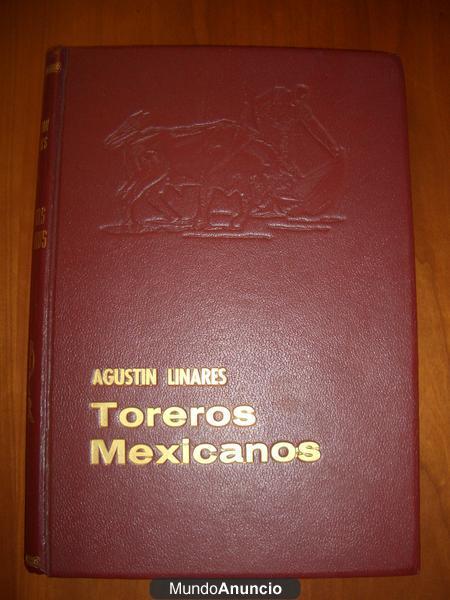 AGUSTIN LINARES
Toreros
Mexicanos
MundoAnuncio